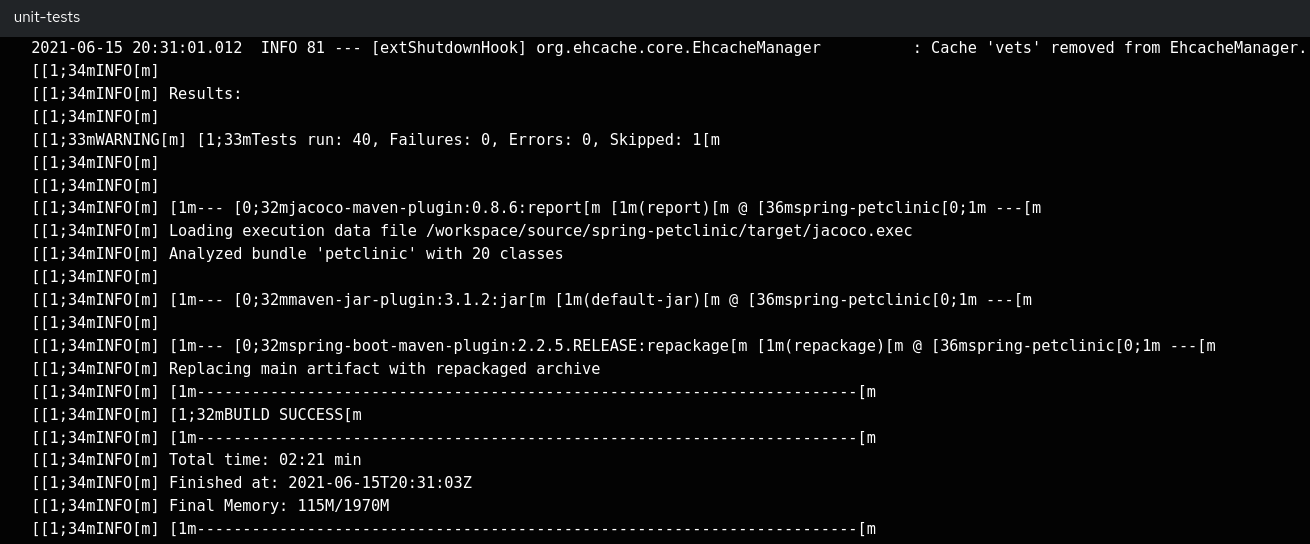 unit-tests
2021-06-15 20:31:01.012  INFO 81 --- [extShutdownHook] org.ehcache.core.EhcacheManager          : Cache 'vets' removed from EhcacheManager.
[[1;34mINFO[m]
[[1;34mINFO[m] Results:
[[1;34mINFO[m]
[[1;33mWARNING[m] [1;33mTests run: 40, Failures: 0, Errors: 0, Skipped: 1[m
[[1;34mINFO[m]
[[1;34mINFO[m]
[[1;34mINFO[m] [1m--- [0;32mjacoco-maven-plugin:0.8.6:report[m [1m(report)[m @ [36mspring-petclinic[0;1m ---[m
[[1;34mINFO[m] Loading execution data file /workspace/source/spring-petclinic/target/jacoco.exec
[[1;34mINFO[m] Analyzed bundle 'petclinic' with 20 classes
[[1;34mINFO[m]
[[1;34mINFO[m] [1m--- [0;32mmaven-jar-plugin:3.1.2:jar[m [1m(default-jar)[m @ [36mspring-petclinic[0;1m ---[m
[[1;34mINFO[m]
[[1;34mINFO[m] [1m--- [0;32mspring-boot-maven-plugin:2.2.5.RELEASE:repackage[m [1m(repackage)[m @ [36mspring-petclinic[0;1m ---[m
[[1;34mINFO[m] Replacing main artifact with repackaged archive
[[1;34mINFO[m] [1m------------------------------------------------------------------------[m
[[1;34mINFO[m] [1;32mBUILD SUCCESS[m
[[1;34mINFO[m] [1m------------------------------------------------------------------------[m
[[1;34mINFO[m] Total time: 02:21 min
[[1;34mINFO[m] Finished at: 2021-06-15T20:31:03Z
[[1;34mINFO[m] Final Memory: 115M/1970M
[[1;34mINFO[m] [1m------------------------------------------------------------------------[m